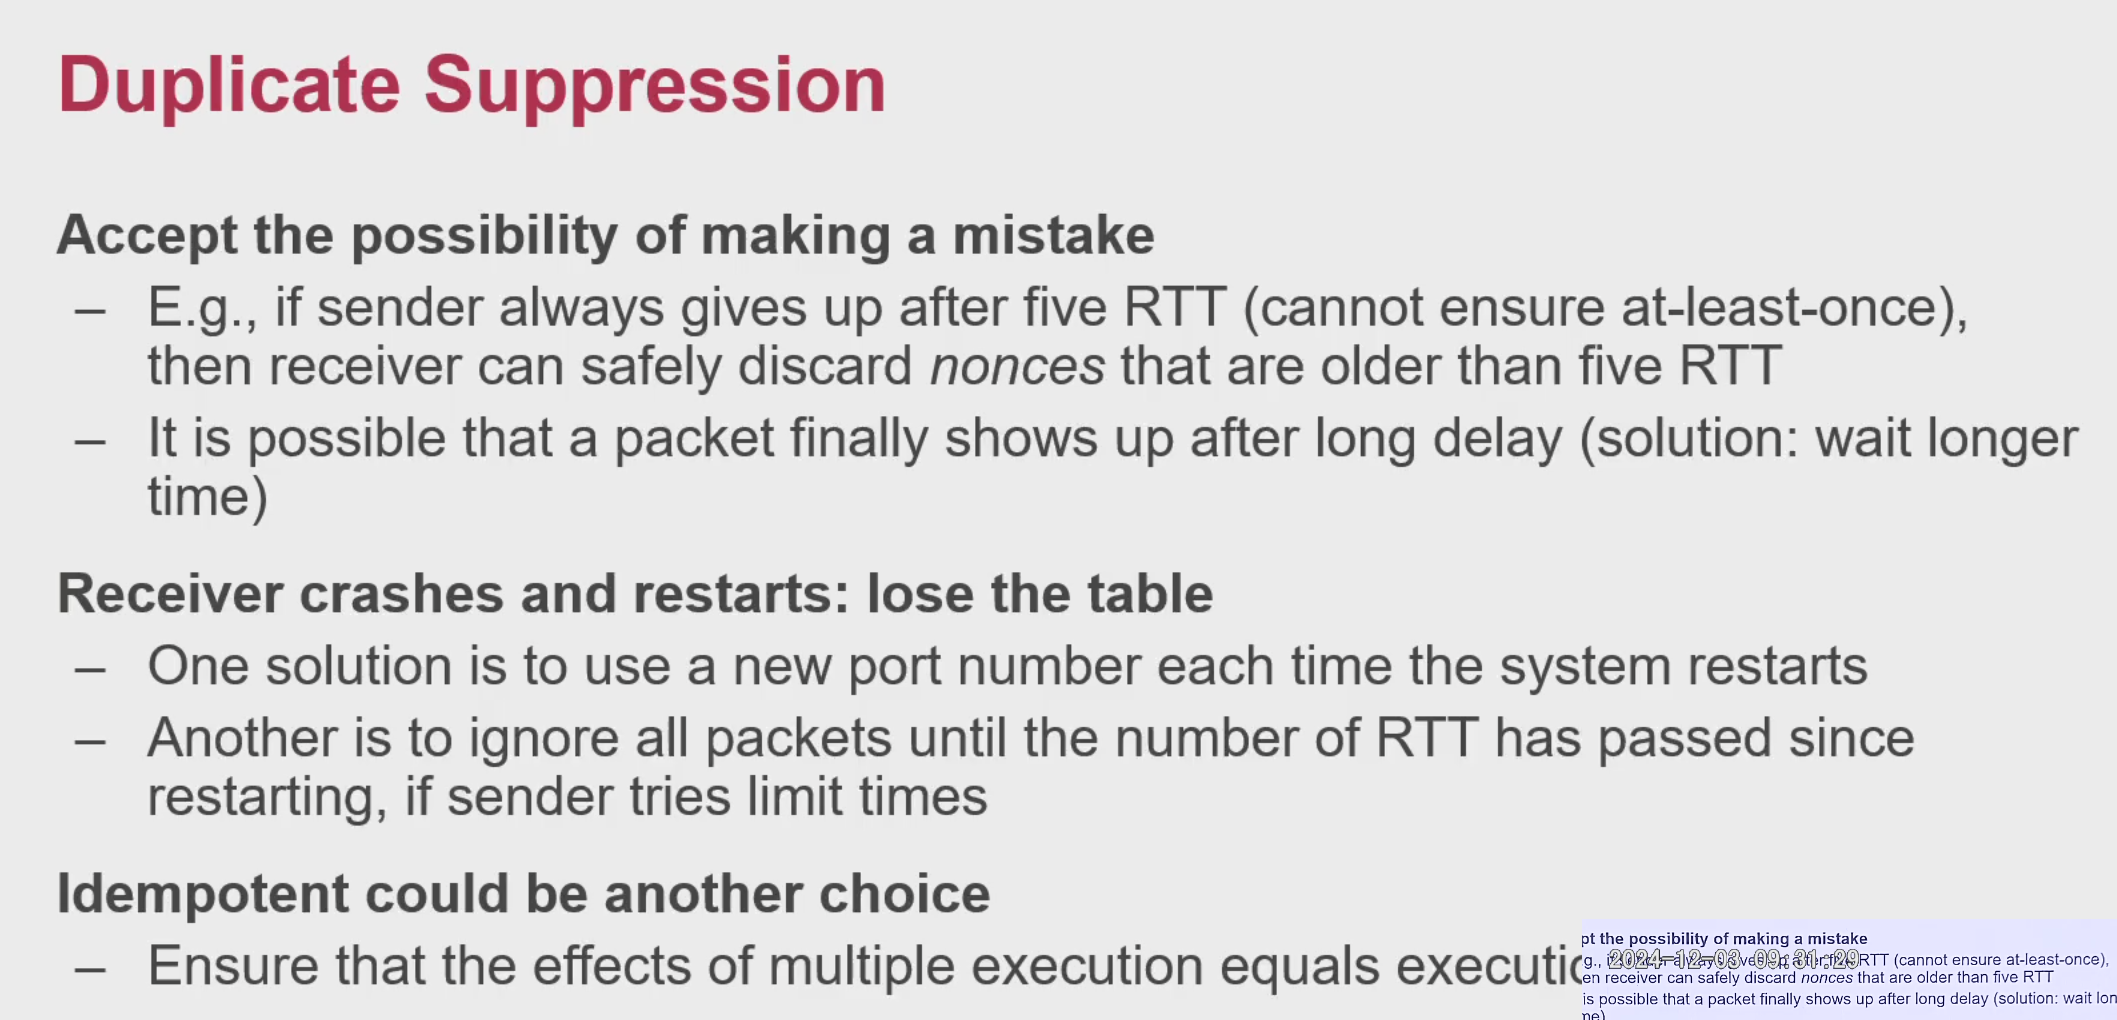 Duplicate Suppression
Accept the possibility of making a mistake
– E.g., if sender always gives up after five RTT (cannot ensure at-least-once),
then receiver can safely discard nonces that are older than five RTT
– It is possible that a packet finally shows up after long delay (solution: wait longer
time)
Receiver crashes and restarts: lose the table
– One solution is to use a new port number each time the system restarts
– Another is to ignore all packets until the number of RTT has passed since
restarting, if sender tries limit times
Idempotent could be another choice
– Ensure that the effects of multiple execution equals
pt the possibility of making a mistake
2024-12-03 09:31:29
RTT (cannot ensure at-least-once),
en receiver can safely discard nonces that are older than five RTT
is possible that a packet finally shows up after long delay (solution: wait lon
me)